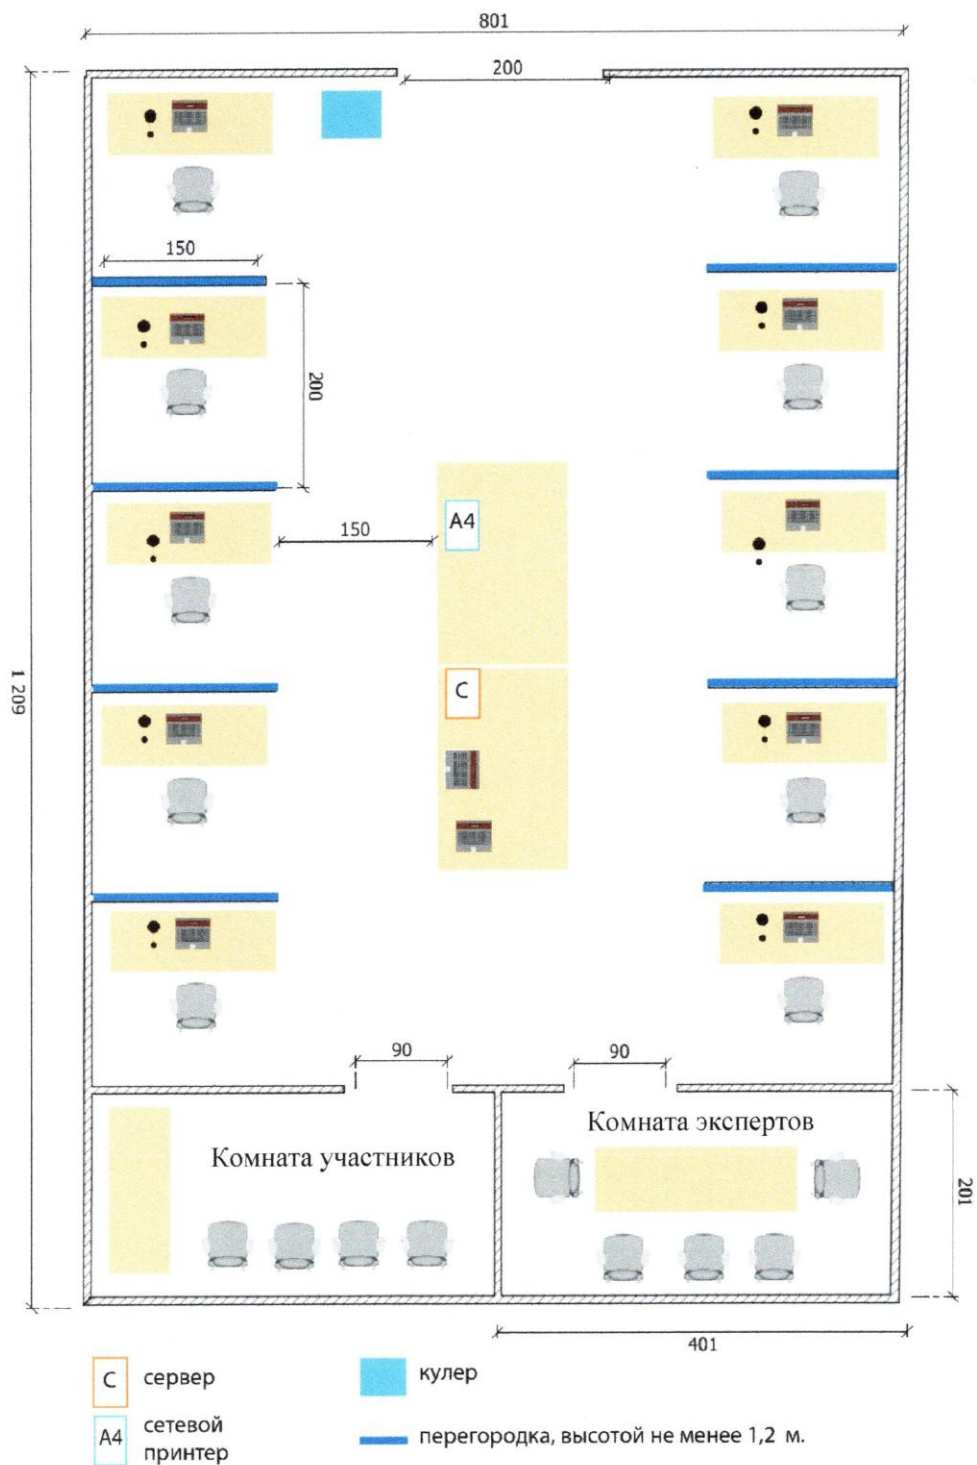 801
200
150
200
A4
150
C
1 209
90
90
Комната участников
Комната экспертов
201
401
C сервер
кулер
A4 сетевой
принтер
перегородка, высотой не менее 1,2 м.